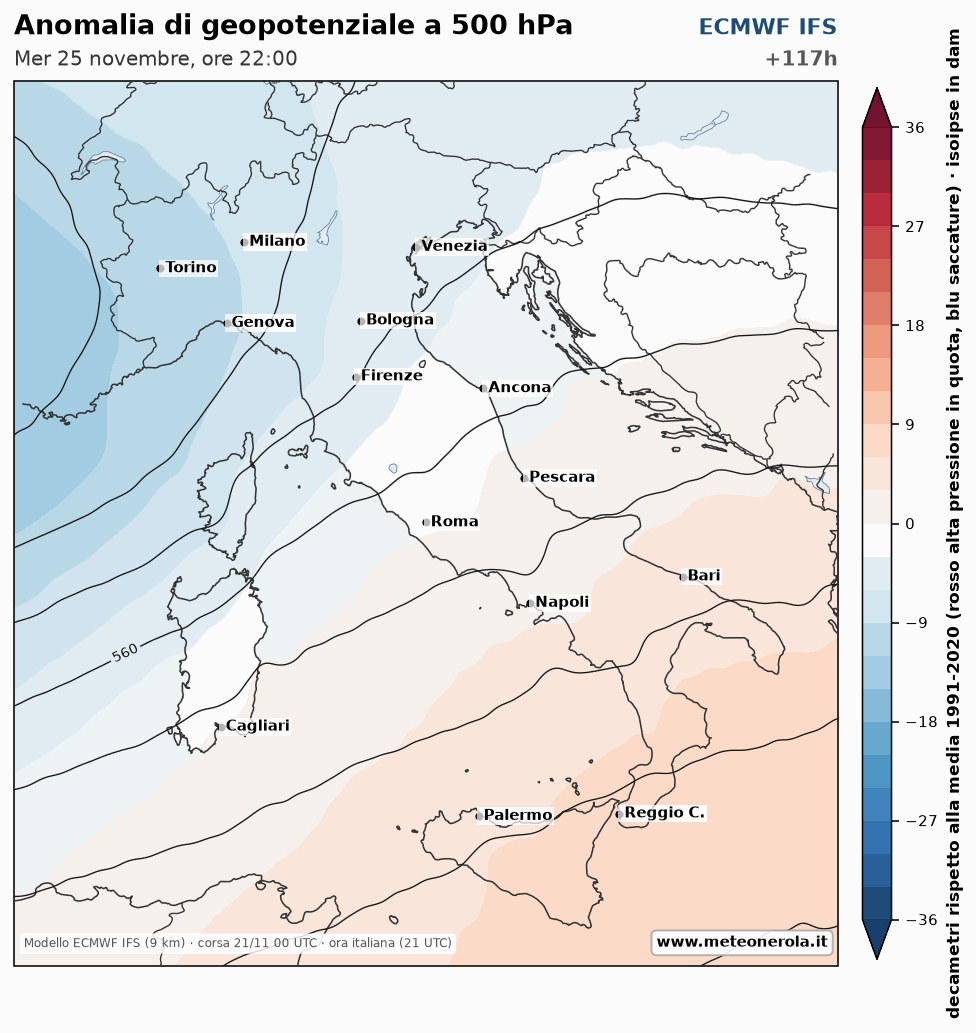 Anomalia di geopotenziale a 500 hPa
ECMWF IFS
Mer 25 novembre, ore 22:00
+117h
Milano
Venezia
Torino
Genova
Bologna
Firenze
Ancona
Pescara
Roma
Bari
Napoli
560
Cagliari
Palermo
Reggio C.
Modello ECMWF IFS (9 km) · corsa 21/11 00 UTC · ora italiana (21 UTC)
www.meteonerola.it
36
27
18
9
0
−9
−18
−27
−36
decametri rispetto alla media 1991-2020 (rosso alta pressione in quota, blu saccature) · isoipse in dam